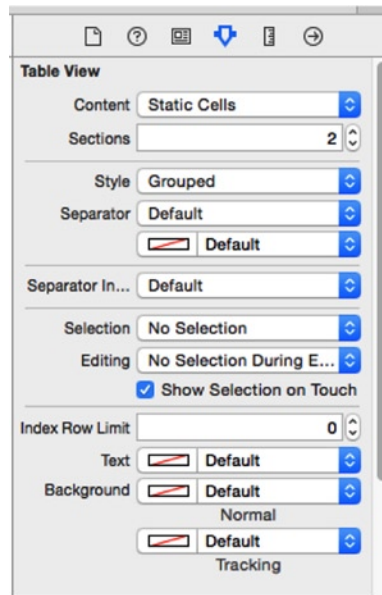 Table View
Content Static Cells
Sections 2
Style Grouped
Separator Default
Default
Separator In... Default
Selection No Selection
Editing No Selection During E...
Show Selection on Touch
Index Row Limit 0
Text Default
Background Default
Normal
Default
Tracking